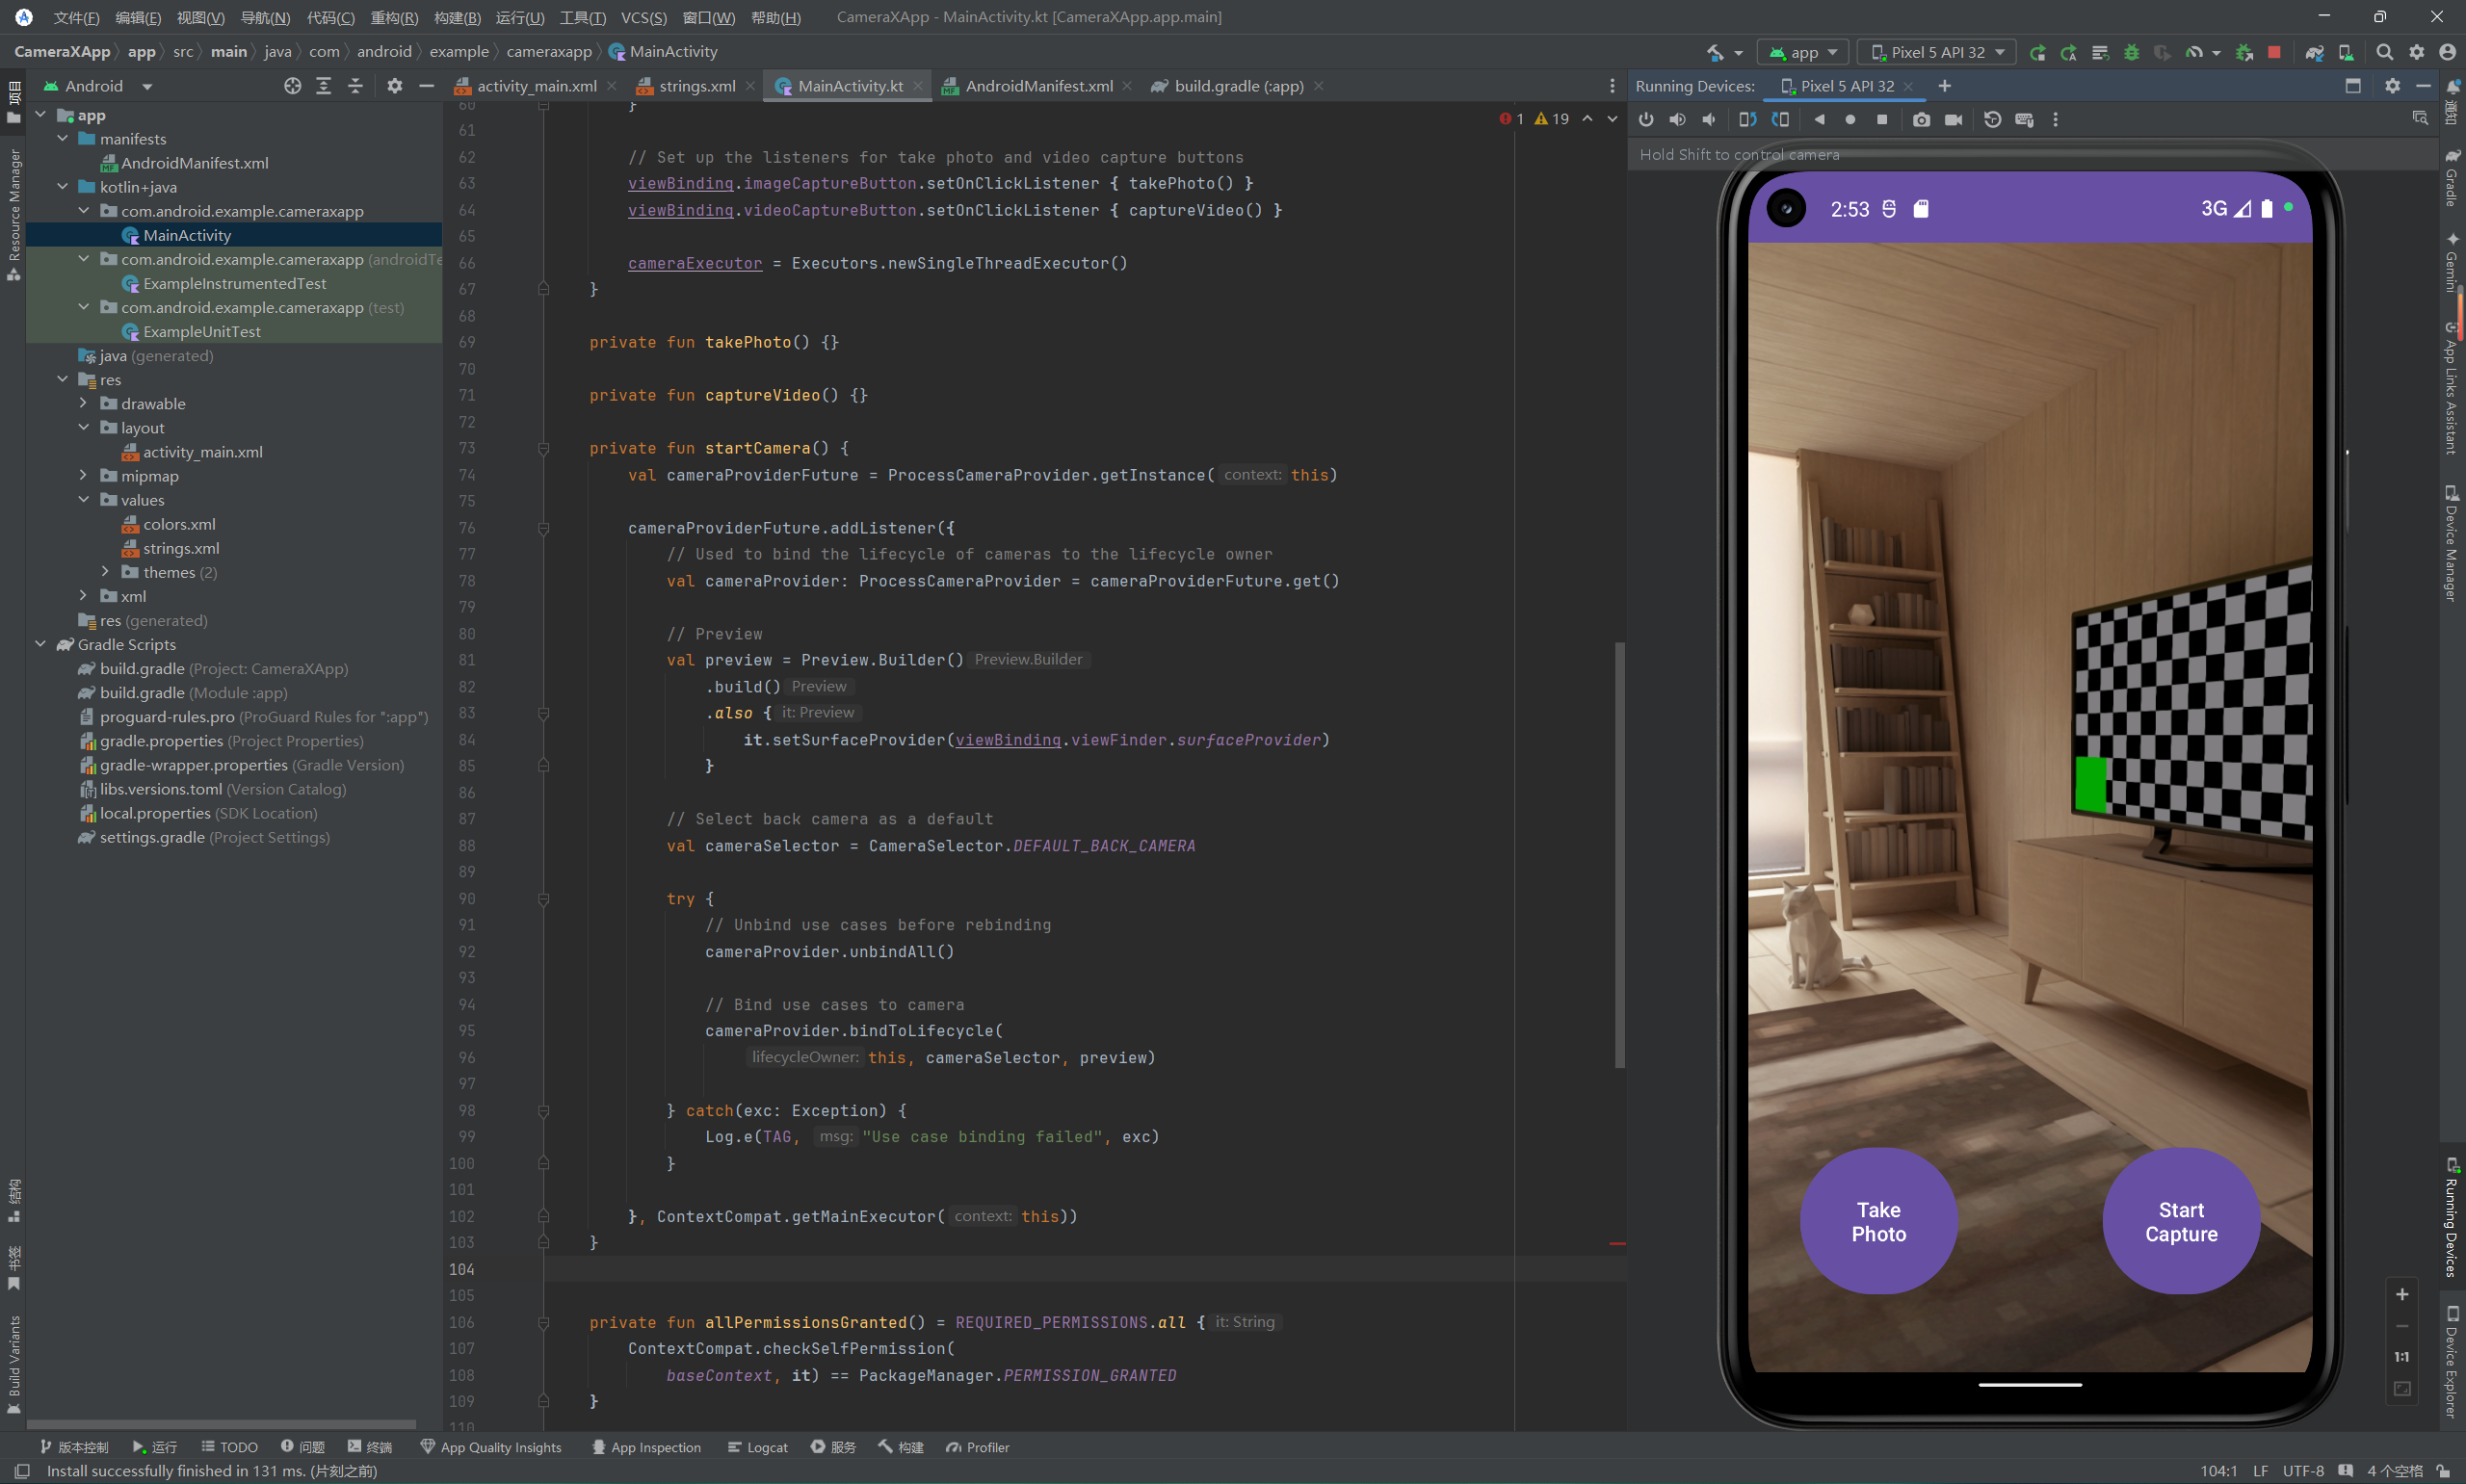 文件(F) 编辑(E) 视图(V) 导航(N) 代码(C) 重构(R) 构建(B) 运行(U) 工具(T) VCS(S) 窗口(W) 帮助(H) CameraXApp - MainActivity.kt [CameraXApp.app.main]
CameraXApp app src main java com android example cameraxapp MainActivity app Pixel 5 API 32
Android activity_main.xml strings.xml MainActivity.kt AndroidManifest.xml build.gradle (:app) Running Devices: Pixel 5 API 32
项目
Resource Manager
结构
书签
Build Variants
app
manifests
AndroidManifest.xml
kotlin+java
com.android.example.cameraxapp
MainActivity
com.android.example.cameraxapp (androidTe
ExampleInstrumentedTest
com.android.example.cameraxapp (test)
ExampleUnitTest
java (generated)
res
drawable
layout
activity_main.xml
mipmap
values
colors.xml
strings.xml
themes (2)
xml
res (generated)
Gradle Scripts
build.gradle (Project: CameraXApp)
build.gradle (Module :app)
proguard-rules.pro (ProGuard Rules for ":app")
gradle.properties (Project Properties)
gradle-wrapper.properties (Gradle Version)
libs.versions.toml (Version Catalog)
local.properties (SDK Location)
settings.gradle (Project Settings)
1 19
60 }
61
62 // Set up the listeners for take photo and video capture buttons
63 viewBinding.imageCaptureButton.setOnClickListener { takePhoto() }
64 viewBinding.videoCaptureButton.setOnClickListener { captureVideo() }
65
66 cameraExecutor = Executors.newSingleThreadExecutor()
67 }
68
69 private fun takePhoto() {}
70
71 private fun captureVideo() {}
72
73 private fun startCamera() {
74 val cameraProviderFuture = ProcessCameraProvider.getInstance( context: this)
75
76 cameraProviderFuture.addListener({
77 // Used to bind the lifecycle of cameras to the lifecycle owner
78 val cameraProvider: ProcessCameraProvider = cameraProviderFuture.get()
79
80 // Preview
81 val preview = Preview.Builder() Preview.Builder
82 .build() Preview
83 .also { it: Preview
84 it.setSurfaceProvider(viewBinding.viewFinder.surfaceProvider)
85 }
86
87 // Select back camera as a default
88 val cameraSelector = CameraSelector.DEFAULT_BACK_CAMERA
89
90 try {
91 // Unbind use cases before rebinding
92 cameraProvider.unbindAll()
93
94 // Bind use cases to camera
95 cameraProvider.bindToLifecycle(
96 lifecycleOwner: this, cameraSelector, preview)
97
98 } catch(exc: Exception) {
99 Log.e(TAG, msg: "Use case binding failed", exc)
100 }
101
102 }, ContextCompat.getMainExecutor( context: this))
103 }
104
105
106 private fun allPermissionsGranted() = REQUIRED_PERMISSIONS.all { it: String
107 ContextCompat.checkSelfPermission(
108 baseContext, it) == PackageManager.PERMISSION_GRANTED
109 }
110
Hold Shift to control camera
2:53 3G
Take
Photo
Start
Capture
1:1
通知
Gradle
Gemini
App Links Assistant
Device Manager
Running Devices
Device Explorer
版本控制 运行 TODO 问题 终端 App Quality Insights App Inspection Logcat 服务 构建 Profiler
Install successfully finished in 131 ms. (片刻之前) 104:1 LF UTF-8 4 个空格